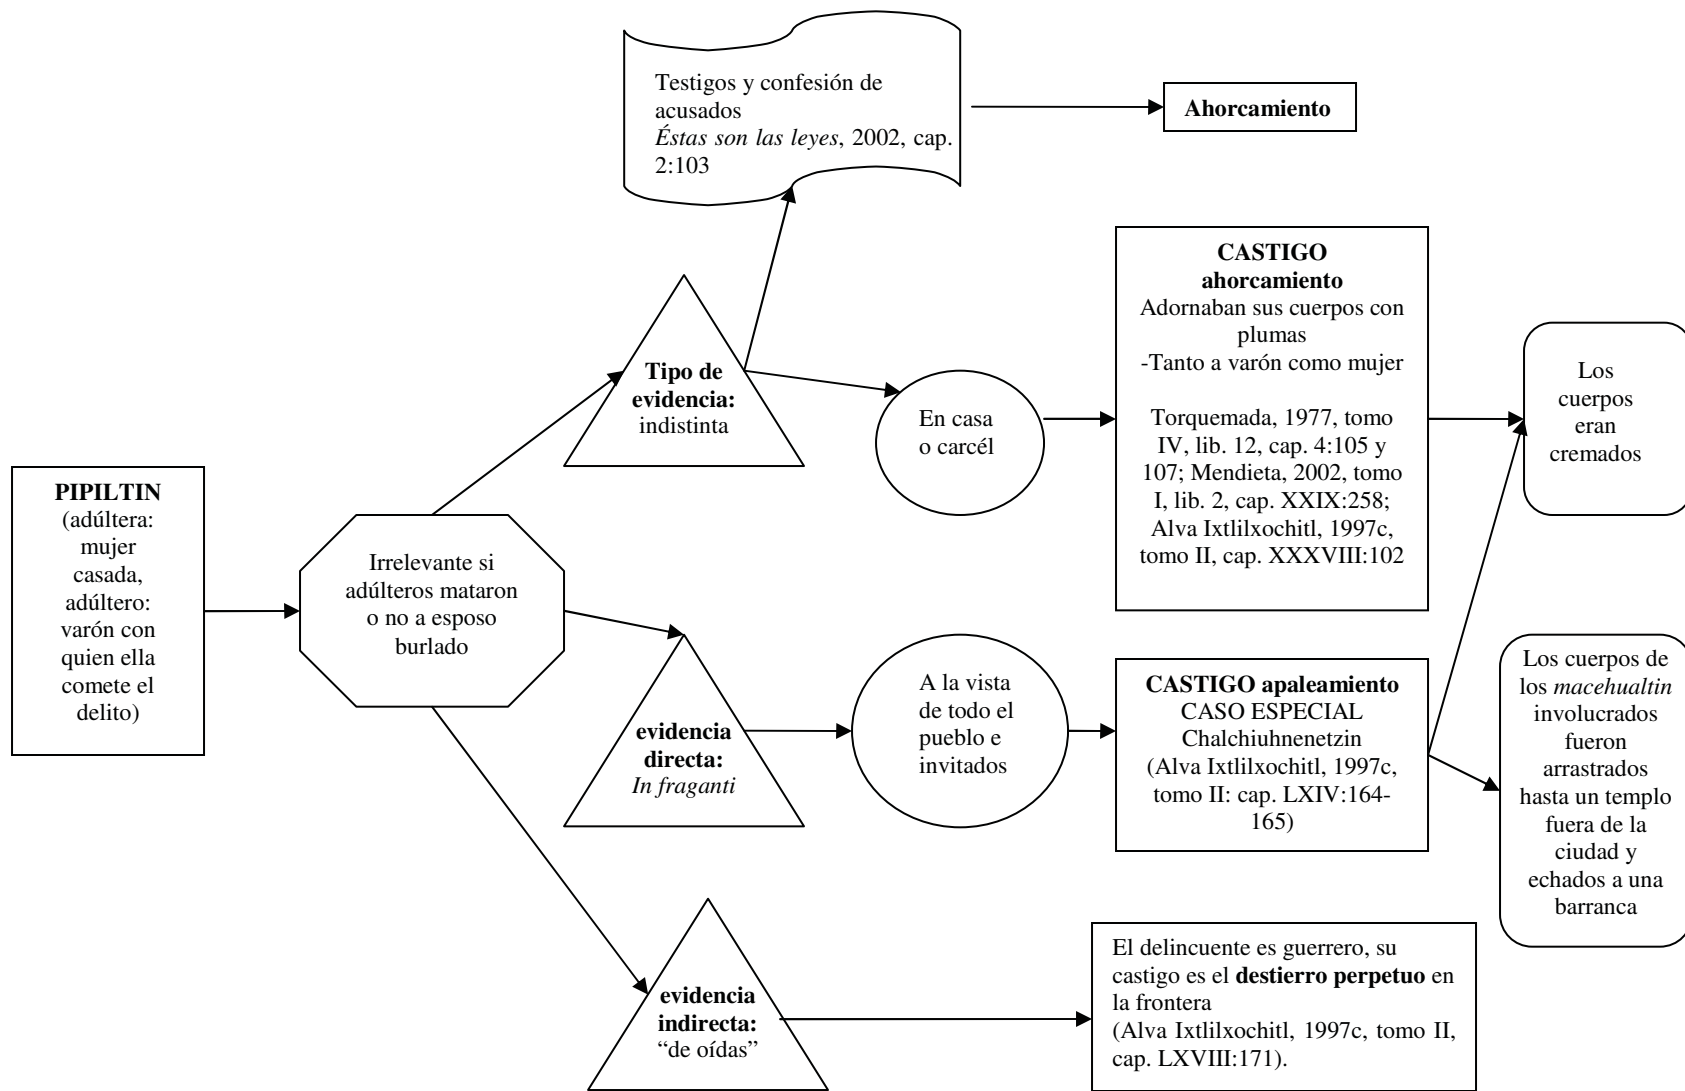 Testigos y confesión de
acusados
Éstas son las leyes, 2002, cap.
2:103
Ahorcamiento
CASTIGO
ahorcamiento
Adornaban sus cuerpos con
plumas
-Tanto a varón como mujer
Torquemada, 1977, tomo
IV, lib. 12, cap. 4:105 y
107; Mendieta, 2002, tomo
I, lib. 2, cap. XXIX:258;
Alva Ixtlilxochitl, 1997c,
tomo II, cap. XXXVIII:102
Los
cuerpos
eran
cremados
Tipo de
evidencia:
indistinta
En casa
o carcél
PIPILTIN
(adúltera:
mujer
casada,
adúltero:
varón con
quien ella
comete el
delito)
Irrelevante si
adúlteros mataron
o no a esposo
burlado
evidencia
directa:
In fraganti
A la vista
de todo el
pueblo e
invitados
CASTIGO apaleamiento
CASO ESPECIAL
Chalchiuhnenetzin
(Alva Ixtlilxochitl, 1997c,
tomo II: cap. LXIV:164-
165)
Los cuerpos de
los macehualtin
involucrados
fueron
arrastrados
hasta un templo
fuera de la
ciudad y
echados a una
barranca
evidencia
indirecta:
“de oídas”
El delincuente es guerrero, su
castigo es el destierro perpetuo en
la frontera
(Alva Ixtlilxochitl, 1997c, tomo II,
cap. LXVIII:171).